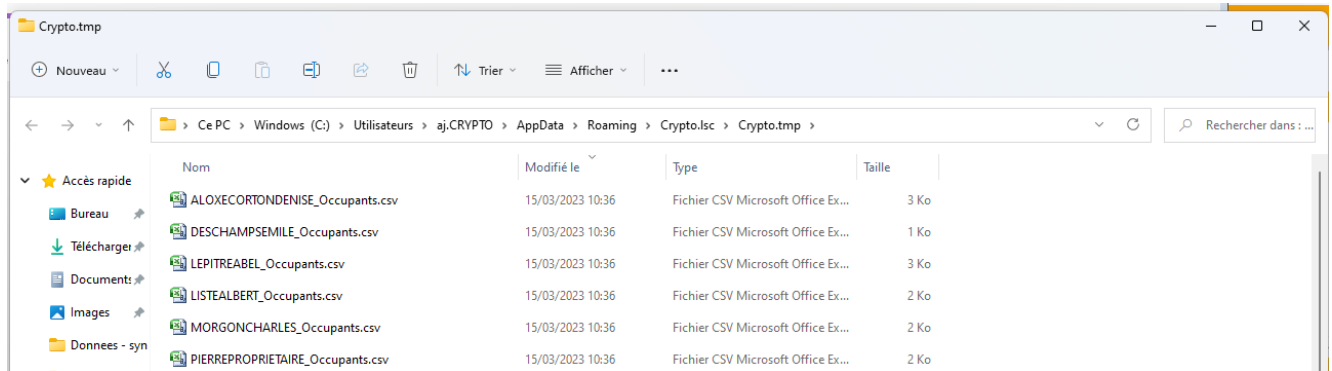 Crypto.tmp
Nouveau Trier Afficher ...
Ce PC > Windows (C:) > Utilisateurs > aj.CRYPTO > AppData > Roaming > Crypto.lsc > Crypto.tmp > Rechercher dans : ...
Nom Modifié le Type Taille
Accès rapide
ALOXECORTONDENISE_Occupants.csv 15/03/2023 10:36 Fichier CSV Microsoft Office Ex... 3 Ko
Bureau
DESCHAMPSEMILE_Occupants.csv 15/03/2023 10:36 Fichier CSV Microsoft Office Ex... 1 Ko
Télécharger
LEPITREABEL_Occupants.csv 15/03/2023 10:36 Fichier CSV Microsoft Office Ex... 3 Ko
Documents
LISTEALBERT_Occupants.csv 15/03/2023 10:36 Fichier CSV Microsoft Office Ex... 2 Ko
Images
MORGONCHARLES_Occupants.csv 15/03/2023 10:36 Fichier CSV Microsoft Office Ex... 2 Ko
Donnees - syn
PIERREPROPRIETAIRE_Occupants.csv 15/03/2023 10:36 Fichier CSV Microsoft Office Ex... 2 Ko